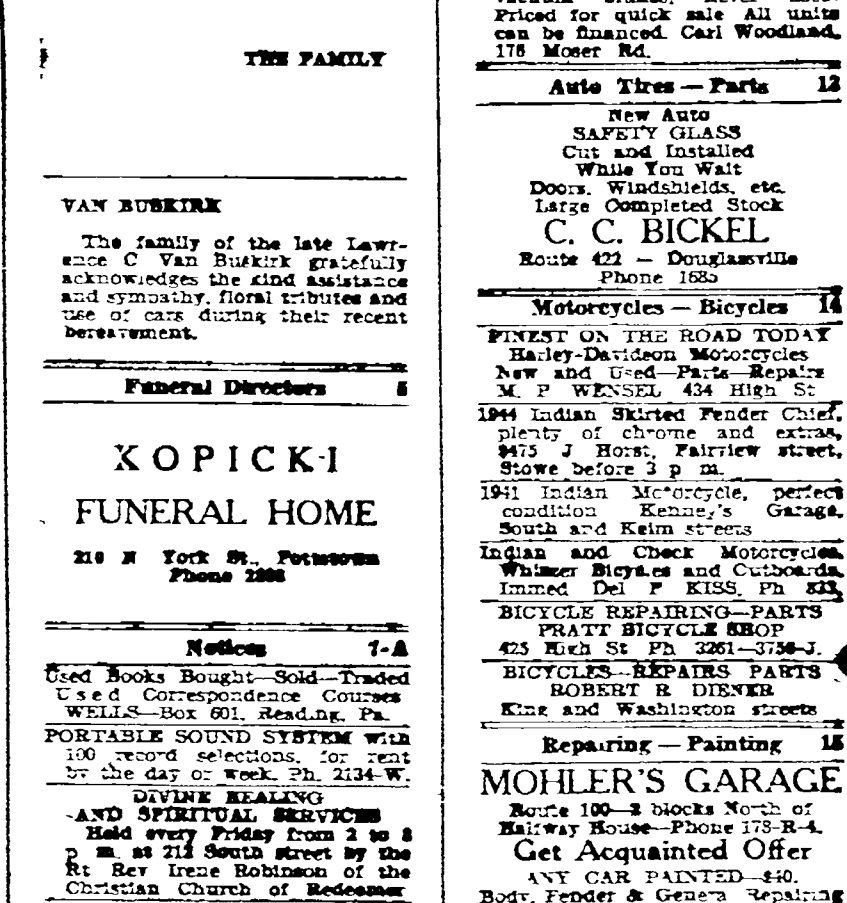 THE FAMILY
VAN BUSKIRK
The family of the late Lawr-
ence C Van Buskirk gratefully
acknowledges the kind assistance
and sympathy, floral tributes and
use of cars during their recent
bereavement.
Funeral Directors 5
KOPICKI
FUNERAL HOME
210 N York St., Pottstown
Phone
Notices 7-A
Used Books Bought—Sold—Traded
Used Correspondence Courses
WELLS—Box 601, Reading, Pa.
PORTABLE SOUND SYSTEM with
100 record selections, for rent
by the day or week. Ph. 2134-W.
DIVINE HEALING
AND SPIRITUAL SERVICES
Held every Friday from 2 to 8
p m. at 212 South street by the
Rt Rev Irene Robinson of the
Christian Church of Redeemer
Priced for quick sale All units
can be financed. Carl Woodland,
176 Moser Rd.
Auto Tires — Parts 13
New Auto
SAFETY GLASS
Cut and Installed
While You Wait
Doors, Windshields, etc.
Large Completed Stock
C. C. BICKEL
Route 422 — Douglassville
Phone 1685
Motorcycles — Bicycles 14
FINEST ON THE ROAD TODAY
Harley-Davidson Motorcycles
New and Used—Parts—Repairs
M. P WENSEL 434 High St
1944 Indian Skirted Fender Chief,
plenty of chrome and extras,
$475 J Horst, Fairview street,
Stowe before 3 p m.
1941 Indian Motorcycle, perfect
condition Kenney's Garage,
South and Keim streets
Indian and Motorcycles,
Whizzer Bicycles and Outboards,
Immed Del P KISS, Ph
BICYCLE REPAIRING—PARTS
PRATT BICYCLE SHOP
425 High St Ph 3261—3756-J.
BICYCLES—REPAIRS PARTS
ROBERT R DIENER
King and Washington streets
Repairing — Painting 15
MOHLER'S GARAGE
Route 100—2 blocks North of
Halfway House—Phone 173-R-4.
Get Acquainted Offer
ANY CAR PAINTED—$40.
Body, Fender & General Repairing